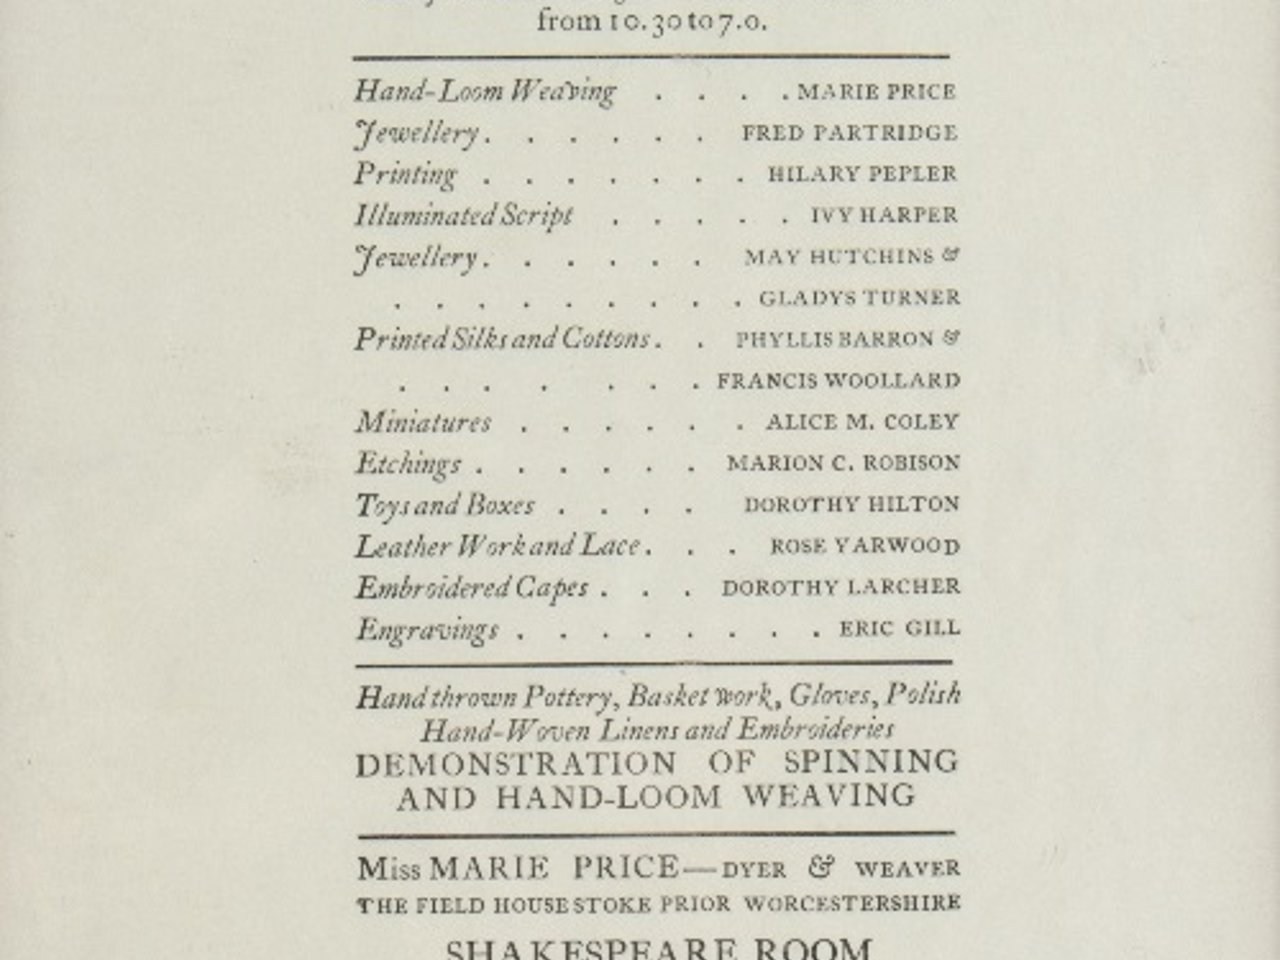 from 10.30 to 7.0.
Hand-Loom Weaving . . . . MARIE PRICE
Jewellery . . . . . . FRED PARTRIDGE
Printing . . . . . . . HILARY PEPLER
Illuminated Script . . . . . IVY HARPER
Jewellery . . . . . . MAY HUTCHINS &
. . . . . . . . . GLADYS TURNER
Printed Silks and Cottons . . PHYLLIS BARRON &
. . . . . . . FRANCIS WOOLLARD
Miniatures . . . . . . ALICE M. COLEY
Etchings . . . . . . MARION C. ROBISON
Toys and Boxes . . . . DOROTHY HILTON
Leather Work and Lace . . . ROSE YARWOOD
Embroidered Capes . . . DOROTHY LARCHER
Engravings . . . . . . . . ERIC GILL
Hand thrown Pottery, Basket work, Gloves, Polish
Hand-Woven Linens and Embroideries
DEMONSTRATION OF SPINNING
AND HAND-LOOM WEAVING
Miss MARIE PRICE—DYER & WEAVER
THE FIELD HOUSE STOKE PRIOR WORCESTERSHIRE
SHAKESPEARE ROOM